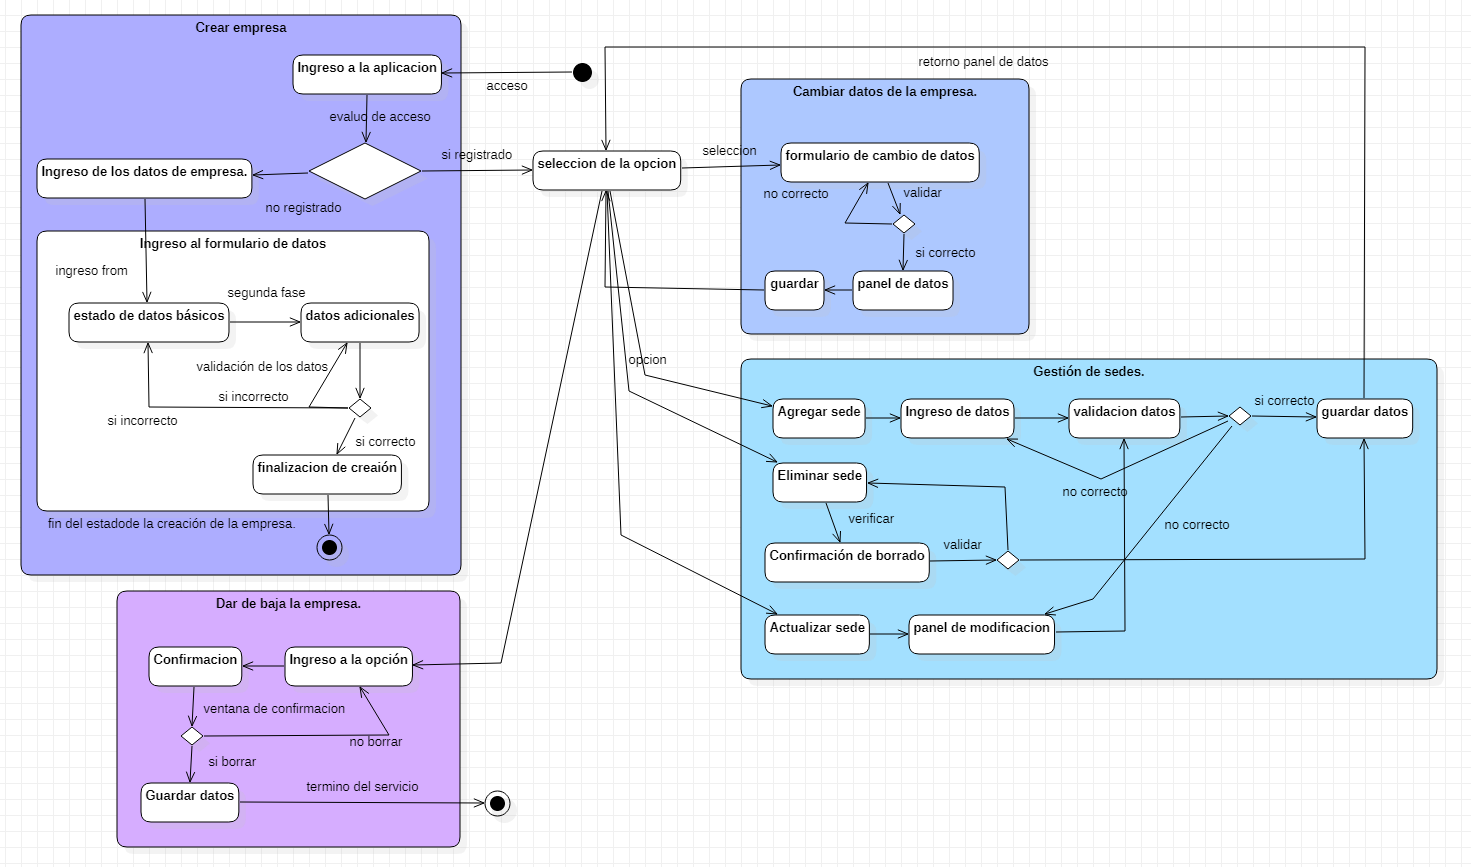 Crear empresa
Ingreso a la aplicacion
acceso
evaluo de acceso
si registrado
Ingreso de los datos de empresa.
no registrado
Ingreso al formulario de datos
ingreso from
segunda fase
estado de datos básicos
datos adicionales
validación de los datos
si incorrecto
si incorrecto
si correcto
finalizacion de creaión
fin del estadode la creación de la empresa.
seleccion de la opcion
retorno panel de datos
Cambiar datos de la empresa.
seleccion
formulario de cambio de datos
no correcto
validar
si correcto
guardar
panel de datos
opcion
Gestión de sedes.
Agregar sede
Ingreso de datos
validacion datos
si correcto
guardar datos
Eliminar sede
no correcto
verificar
no correcto
Confirmación de borrado
validar
Actualizar sede
panel de modificacion
Dar de baja la empresa.
Confirmacion
Ingreso a la opción
ventana de confirmacion
no borrar
si borrar
Guardar datos
termino del servicio